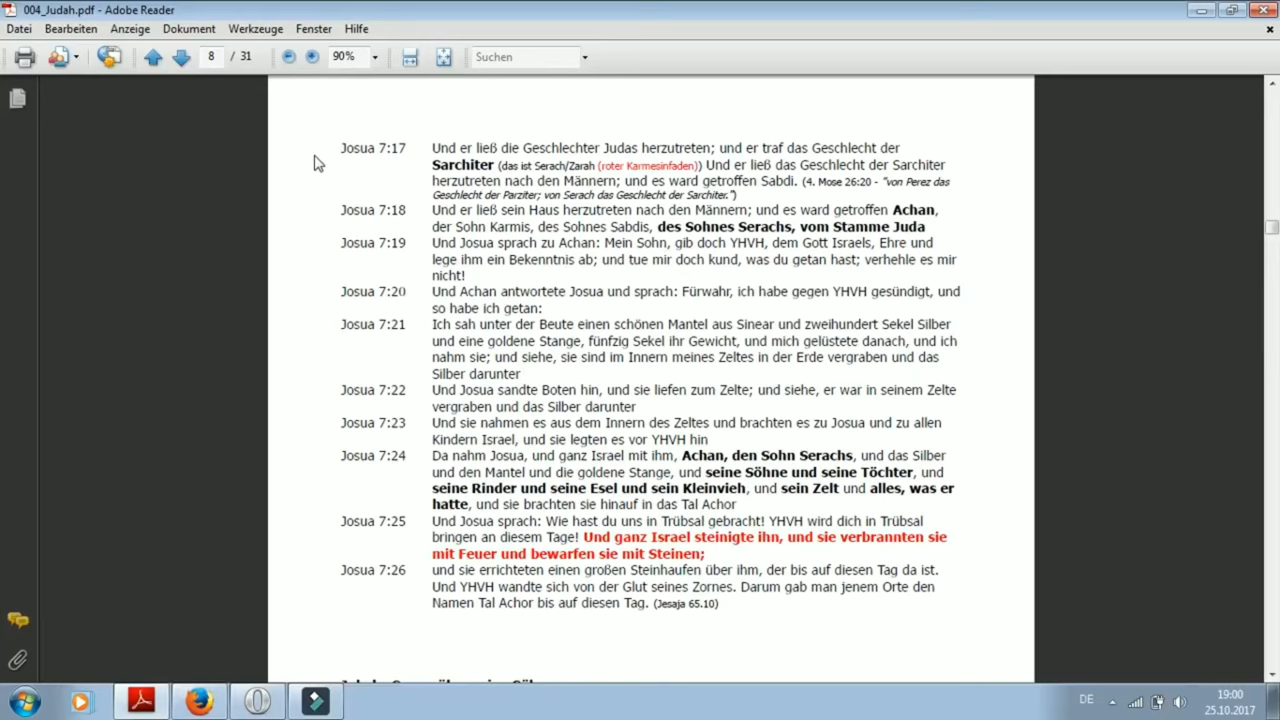 004_Judah.pdf - Adobe Reader
Datei Bearbeiten Anzeige Dokument Werkzeuge Fenster Hilfe
8 / 31 90% Suchen
Josua 7:17 Und er ließ die Geschlechter Judas herzutreten; und er traf das Geschlecht der
Sarchiter (das ist Serach/Zarah (roter Karmesinfaden)) Und er ließ das Geschlecht der Sarchiter
herzutreten nach den Männern; und es ward getroffen Sabdi. (4. Mose 26:20 - "von Perez das
Geschlecht der Parziter; von Serach das Geschlecht der Sarchiter.")
Josua 7:18 Und er ließ sein Haus herzutreten nach den Männern; und es ward getroffen Achan,
der Sohn Karmis, des Sohnes Sabdis, des Sohnes Serachs, vom Stamme Juda
Josua 7:19 Und Josua sprach zu Achan: Mein Sohn, gib doch YHVH, dem Gott Israels, Ehre und
lege ihm ein Bekenntnis ab; und tue mir doch kund, was du getan hast; verhehle es mir
nicht!
Josua 7:20 Und Achan antwortete Josua und sprach: Fürwahr, ich habe gegen YHVH gesündigt, und
so habe ich getan:
Josua 7:21 Ich sah unter der Beute einen schönen Mantel aus Sinear und zweihundert Sekel Silber
und eine goldene Stange, fünfzig Sekel ihr Gewicht, und mich gelüstete danach, und ich
nahm sie; und siehe, sie sind im Innern meines Zeltes in der Erde vergraben und das
Silber darunter
Josua 7:22 Und Josua sandte Boten hin, und sie liefen zum Zelte; und siehe, er war in seinem Zelte
vergraben und das Silber darunter
Josua 7:23 Und sie nahmen es aus dem Innern des Zeltes und brachten es zu Josua und zu allen
Kindern Israel, und sie legten es vor YHVH hin
Josua 7:24 Da nahm Josua, und ganz Israel mit ihm, Achan, den Sohn Serachs, und das Silber
und den Mantel und die goldene Stange, und seine Söhne und seine Töchter, und
seine Rinder und seine Esel und sein Kleinvieh, und sein Zelt und alles, was er
hatte, und sie brachten sie hinauf in das Tal Achor
Josua 7:25 Und Josua sprach: Wie hast du uns in Trübsal gebracht! YHVH wird dich in Trübsal
bringen an diesem Tage! Und ganz Israel steinigte ihn, und sie verbrannten sie
mit Feuer und bewarfen sie mit Steinen;
Josua 7:26 und sie errichteten einen großen Steinhaufen über ihm, der bis auf diesen Tag da ist.
Und YHVH wandte sich von der Glut seines Zornes. Darum gab man jenem Orte den
Namen Tal Achor bis auf diesen Tag. (Jesaja 65.10)
DE 19:00
25.10.2017